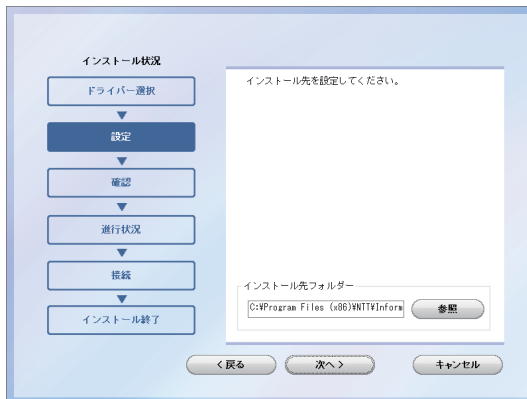 インストール状況
ドライバー選択
設定
確認
進行状況
接続
インストール終了
インストール先を設定してください。
インストール先フォルダー
C:¥Program Files (x86)¥NTT¥Inform
参照
< 戻る
次へ >
キャンセル